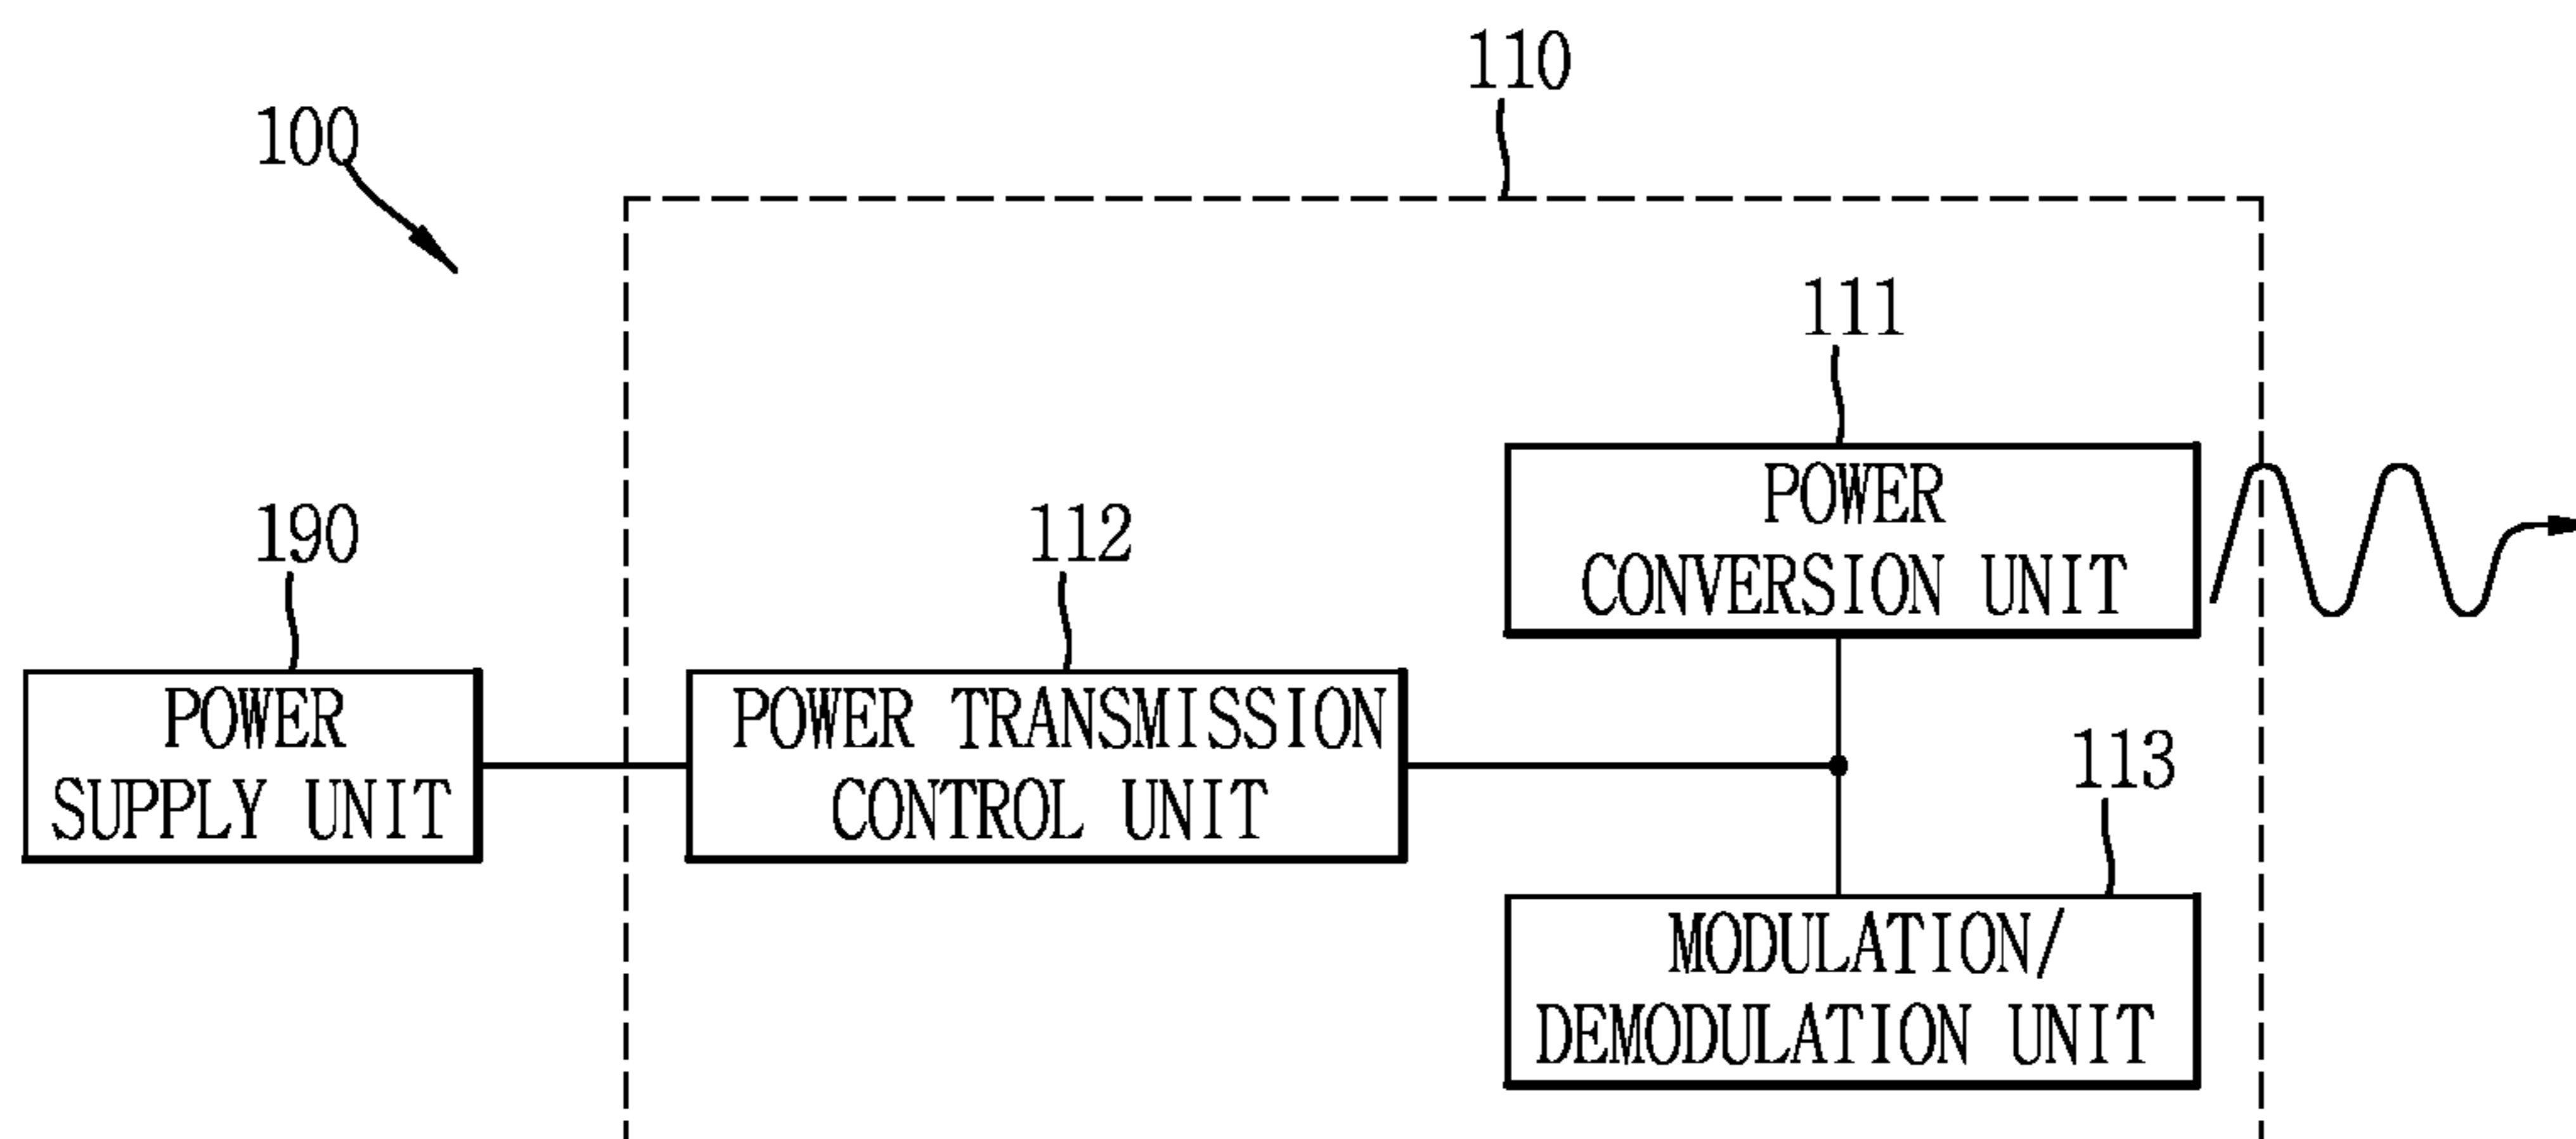 110
100
111
POWER
CONVERSION UNIT
190
112
POWER
SUPPLY UNIT
POWER TRANSMISSION
CONTROL UNIT
113
MODULATION/
DEMODULATION UNIT